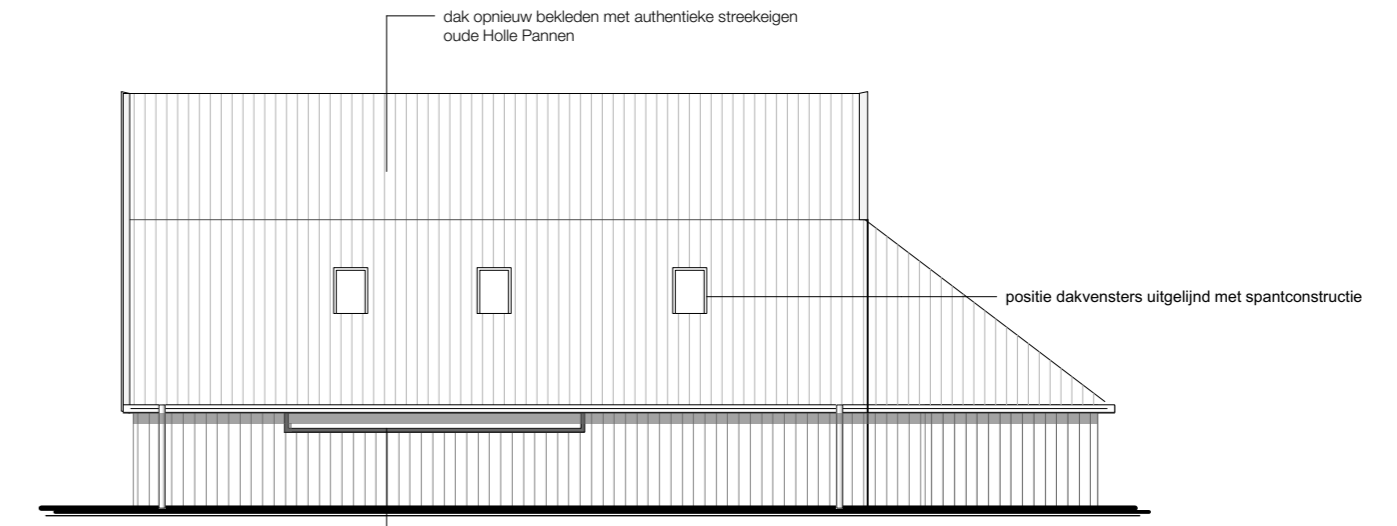 dak opnieuw bekleden met authentieke streekeigen
oude Holle Pannen
positie dakvensters uitgelijnd met spantconstructie